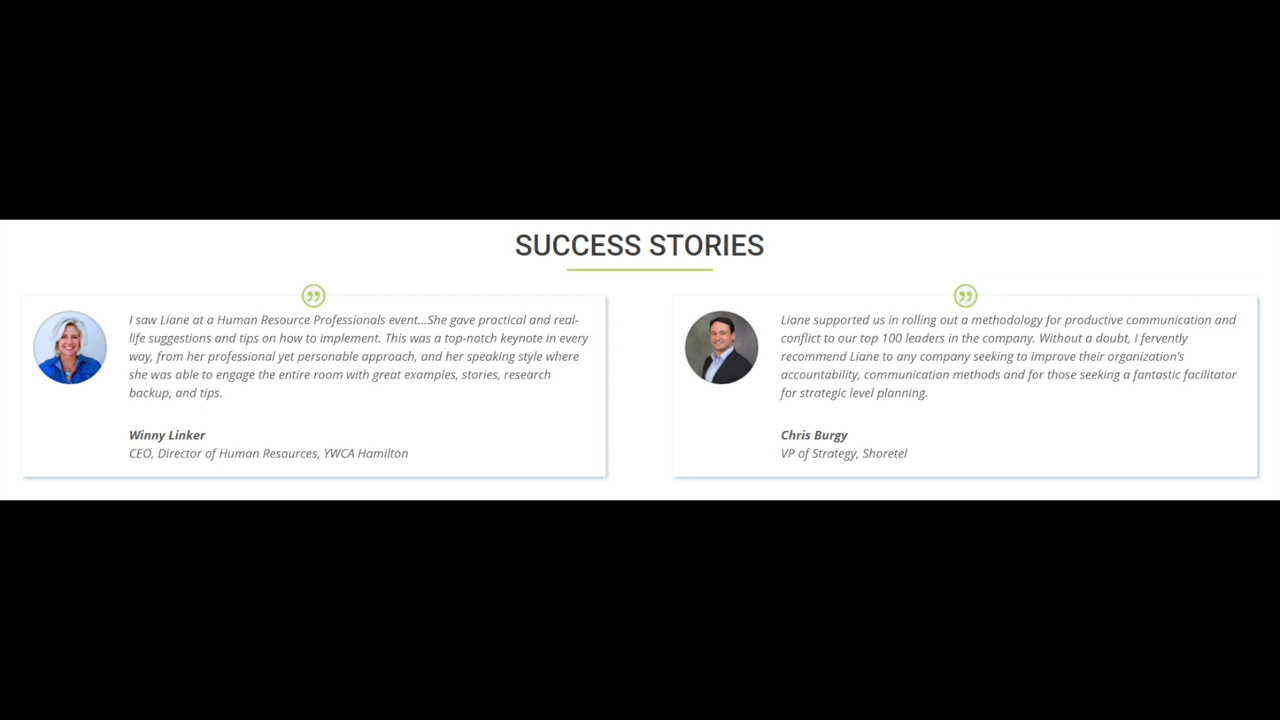 SUCCESS STORIES
I saw Liane at a Human Resource Professionals event...She gave practical and real-
life suggestions and tips on how to implement. This was a top-notch keynote in every
way, from her professional yet personable approach, and her speaking style where
she was able to engage the entire room with great examples, stories, research
backup, and tips.
Winny Linker
CEO, Director of Human Resources, YWCA Hamilton
Liane supported us in rolling out a methodology for productive communication and
conflict to our top 100 leaders in the company. Without a doubt, I fervently
recommend Liane to any company seeking to improve their organization's
accountability, communication methods and for those seeking a fantastic facilitator
for strategic level planning.
Chris Burgy
VP of Strategy, Shoretel